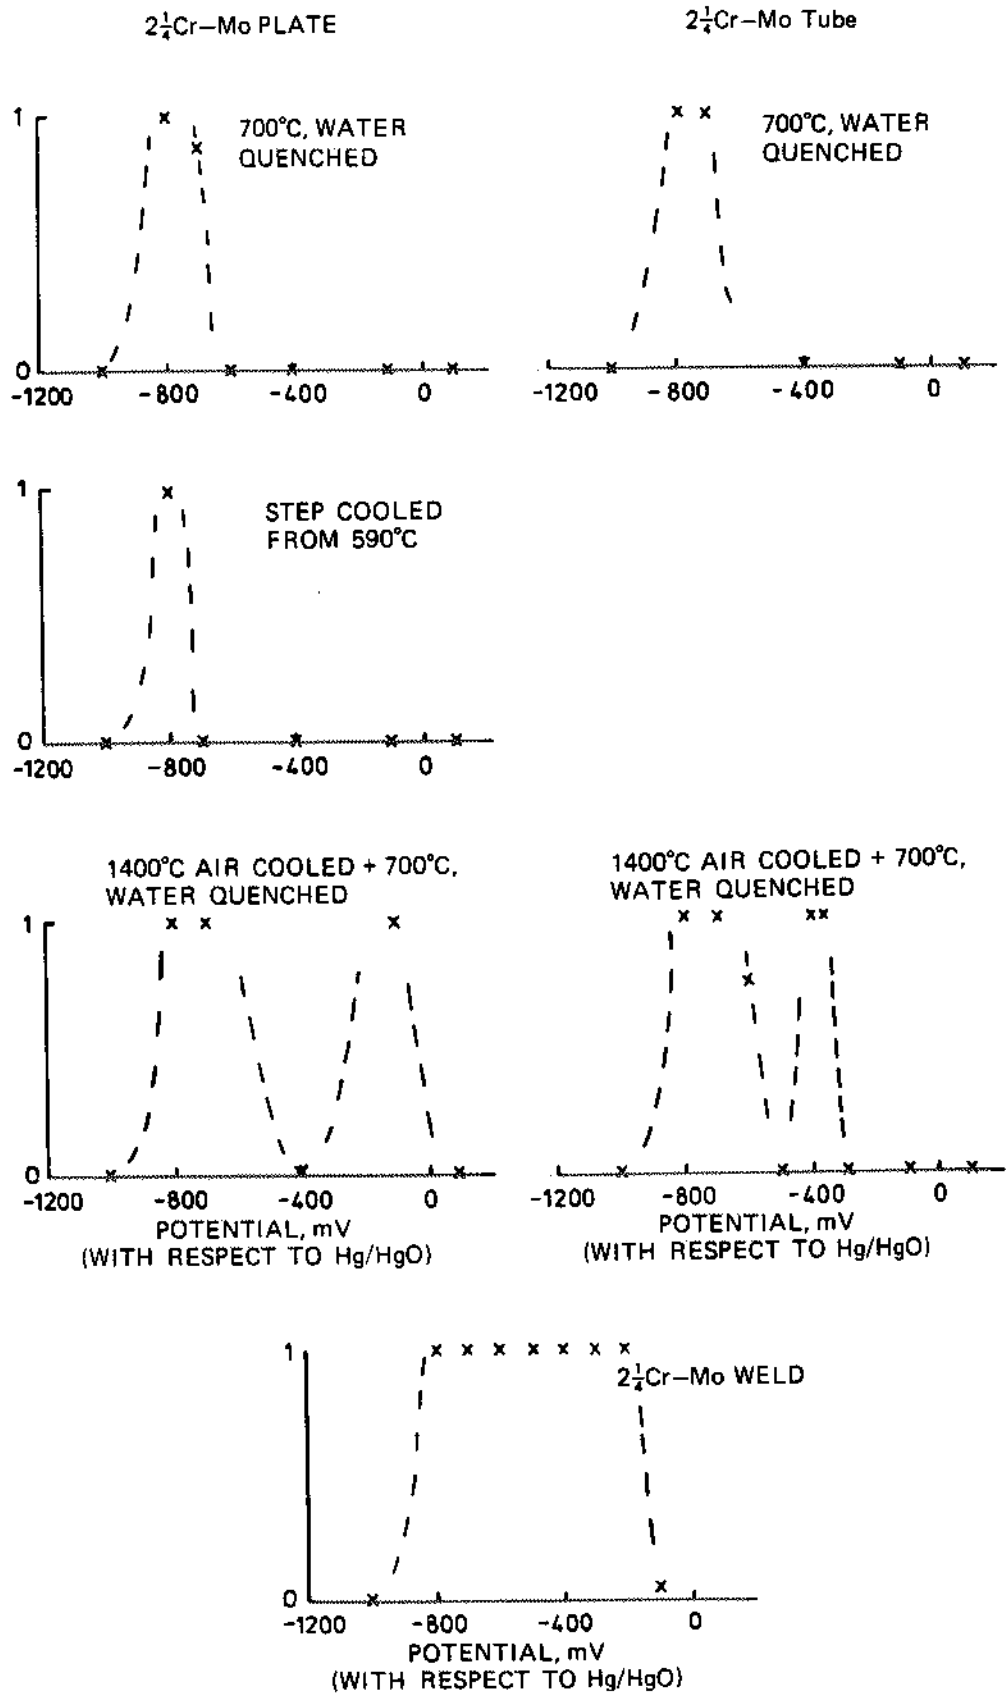 2¼Cr–Mo PLATE
2¼Cr–Mo Tube
1
700°C, WATER
QUENCHED
0
-1200 -800 -400 0
700°C, WATER
QUENCHED
-1200 -800 -400 0
1
STEP COOLED
FROM 590°C
0
-1200 -800 -400 0
1400°C AIR COOLED + 700°C,
WATER QUENCHED
1
0
-1200 -800 -400 0
POTENTIAL, mV
(WITH RESPECT TO Hg/HgO)
1400°C AIR COOLED + 700°C,
WATER QUENCHED
-1200 -800 -400 0
POTENTIAL, mV
(WITH RESPECT TO Hg/HgO)
1
2¼Cr–Mo WELD
0
-1200 -800 -400 0
POTENTIAL, mV
(WITH RESPECT TO Hg/HgO)